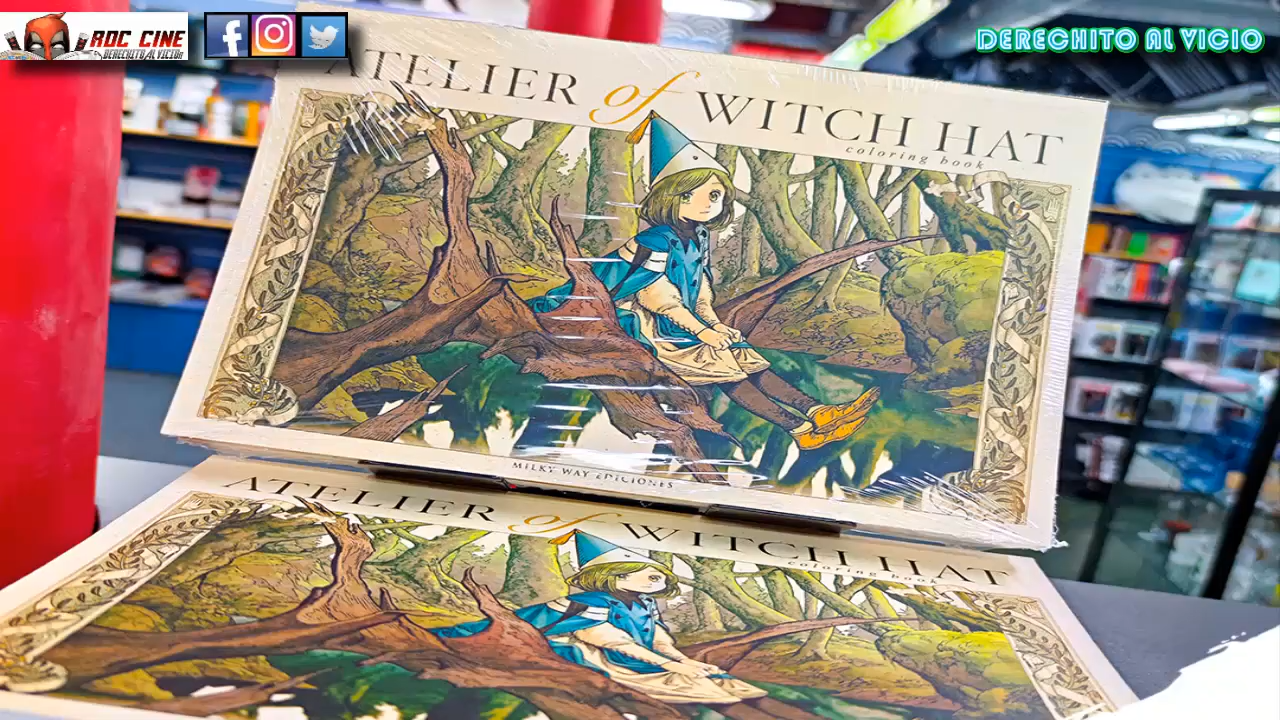 ROC CINE
DERECHITO AL VICIO
DERECHITO AL VICIO
ATELIER of WITCH HAT
coloring book
MILKY WAY EDICIONES
ATELIER of WITCH HAT
coloring book